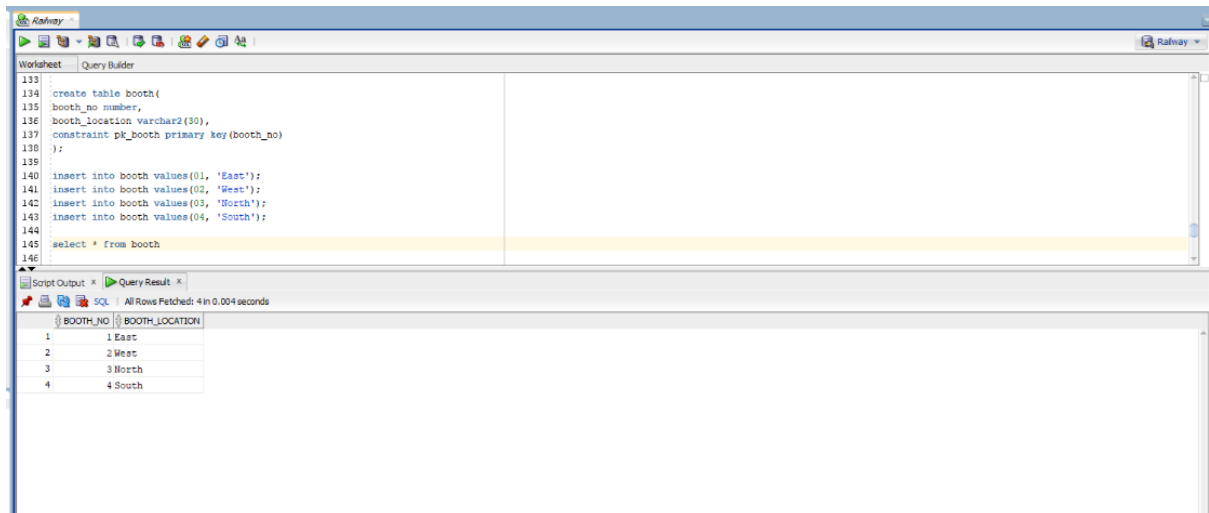 Railway
Railway
Worksheet Query Builder
133
134 create table booth(
135 booth_no number,
136 booth_location varchar2(30),
137 constraint pk_booth primary key(booth_no)
138 );
139
140 insert into booth values(01, 'East');
141 insert into booth values(02, 'West');
142 insert into booth values(03, 'North');
143 insert into booth values(04, 'South');
144
145 select * from booth
146
Script Output x Query Result x
SQL | All Rows Fetched: 4 in 0.004 seconds
BOOTH_NO BOOTH_LOCATION
1 1 East
2 2 West
3 3 North
4 4 South